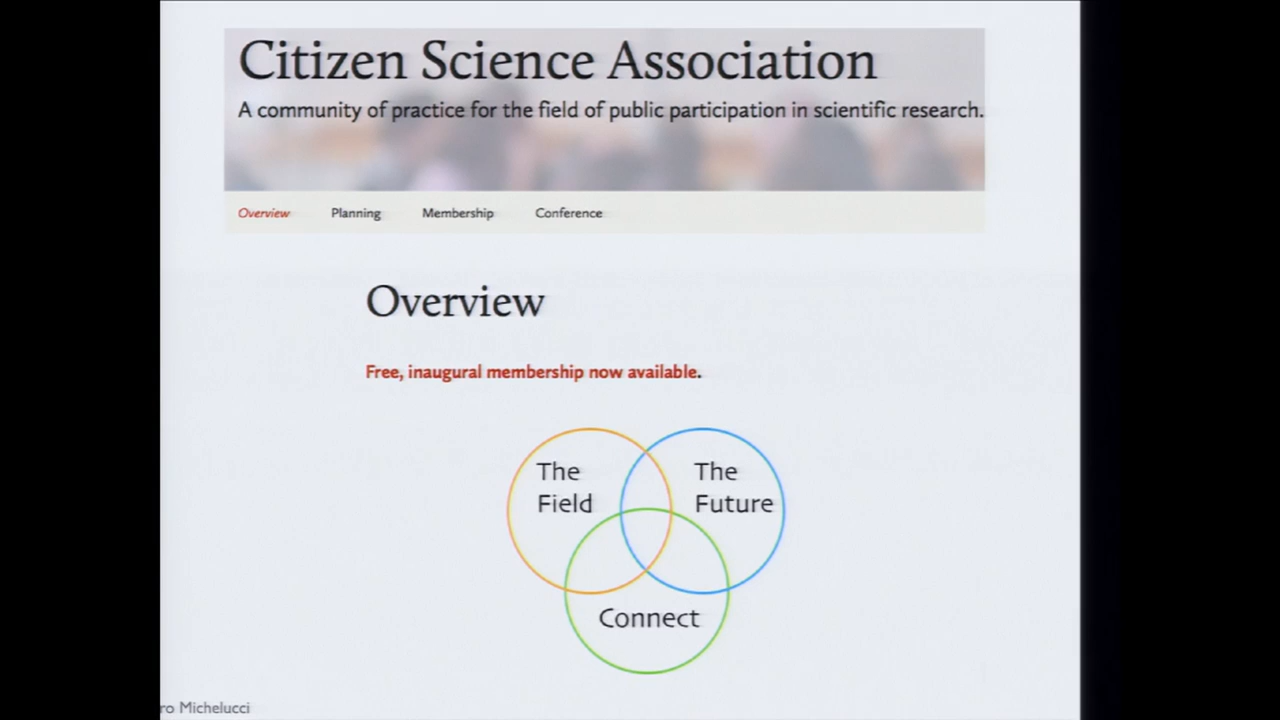 Citizen Science Association
A community of practice for the field of public participation in scientific research.
Overview Planning Membership Conference
Overview
Free, inaugural membership now available.
The Field
The Future
Connect
ro Michelucci